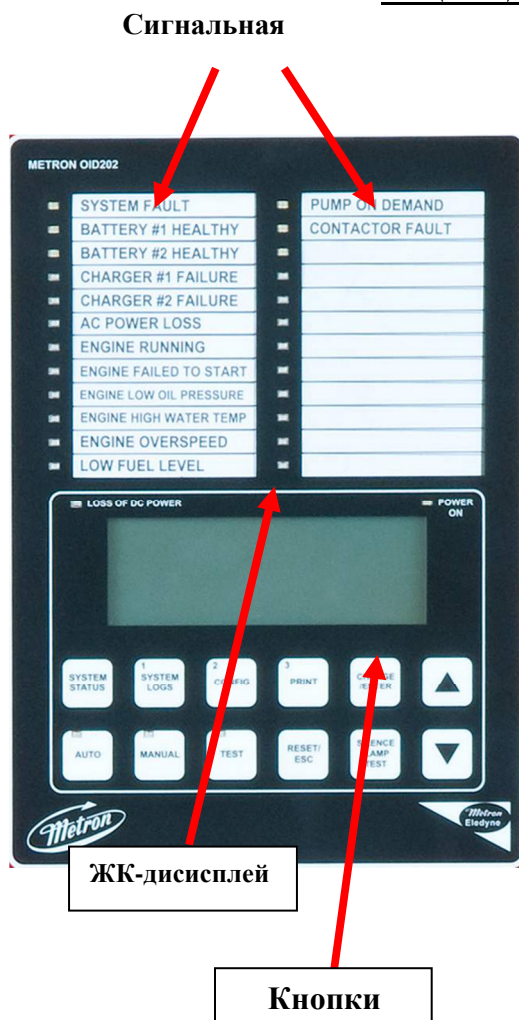 Сигнальная
METRON OID202
SYSTEM FAULT
BATTERY #1 HEALTHY
BATTERY #2 HEALTHY
CHARGER #1 FAILURE
CHARGER #2 FAILURE
AC POWER LOSS
ENGINE RUNNING
ENGINE FAILED TO START
ENGINE LOW OIL PRESSURE
ENGINE HIGH WATER TEMP
ENGINE OVERSPEED
LOW FUEL LEVEL
PUMP ON DEMAND
CONTACTOR FAULT
LOSS OF DC POWER
POWER
ON
SYSTEM
STATUS
1
SYSTEM
LOGS
2
CONFIG
3
PRINT
/ENTER
AUTO
MANUAL
TEST
RESET/
ESC
SILENCE
LAMP
TEST
Metron
Metron
Eledyne
ЖК-дисисплей
Кнопки